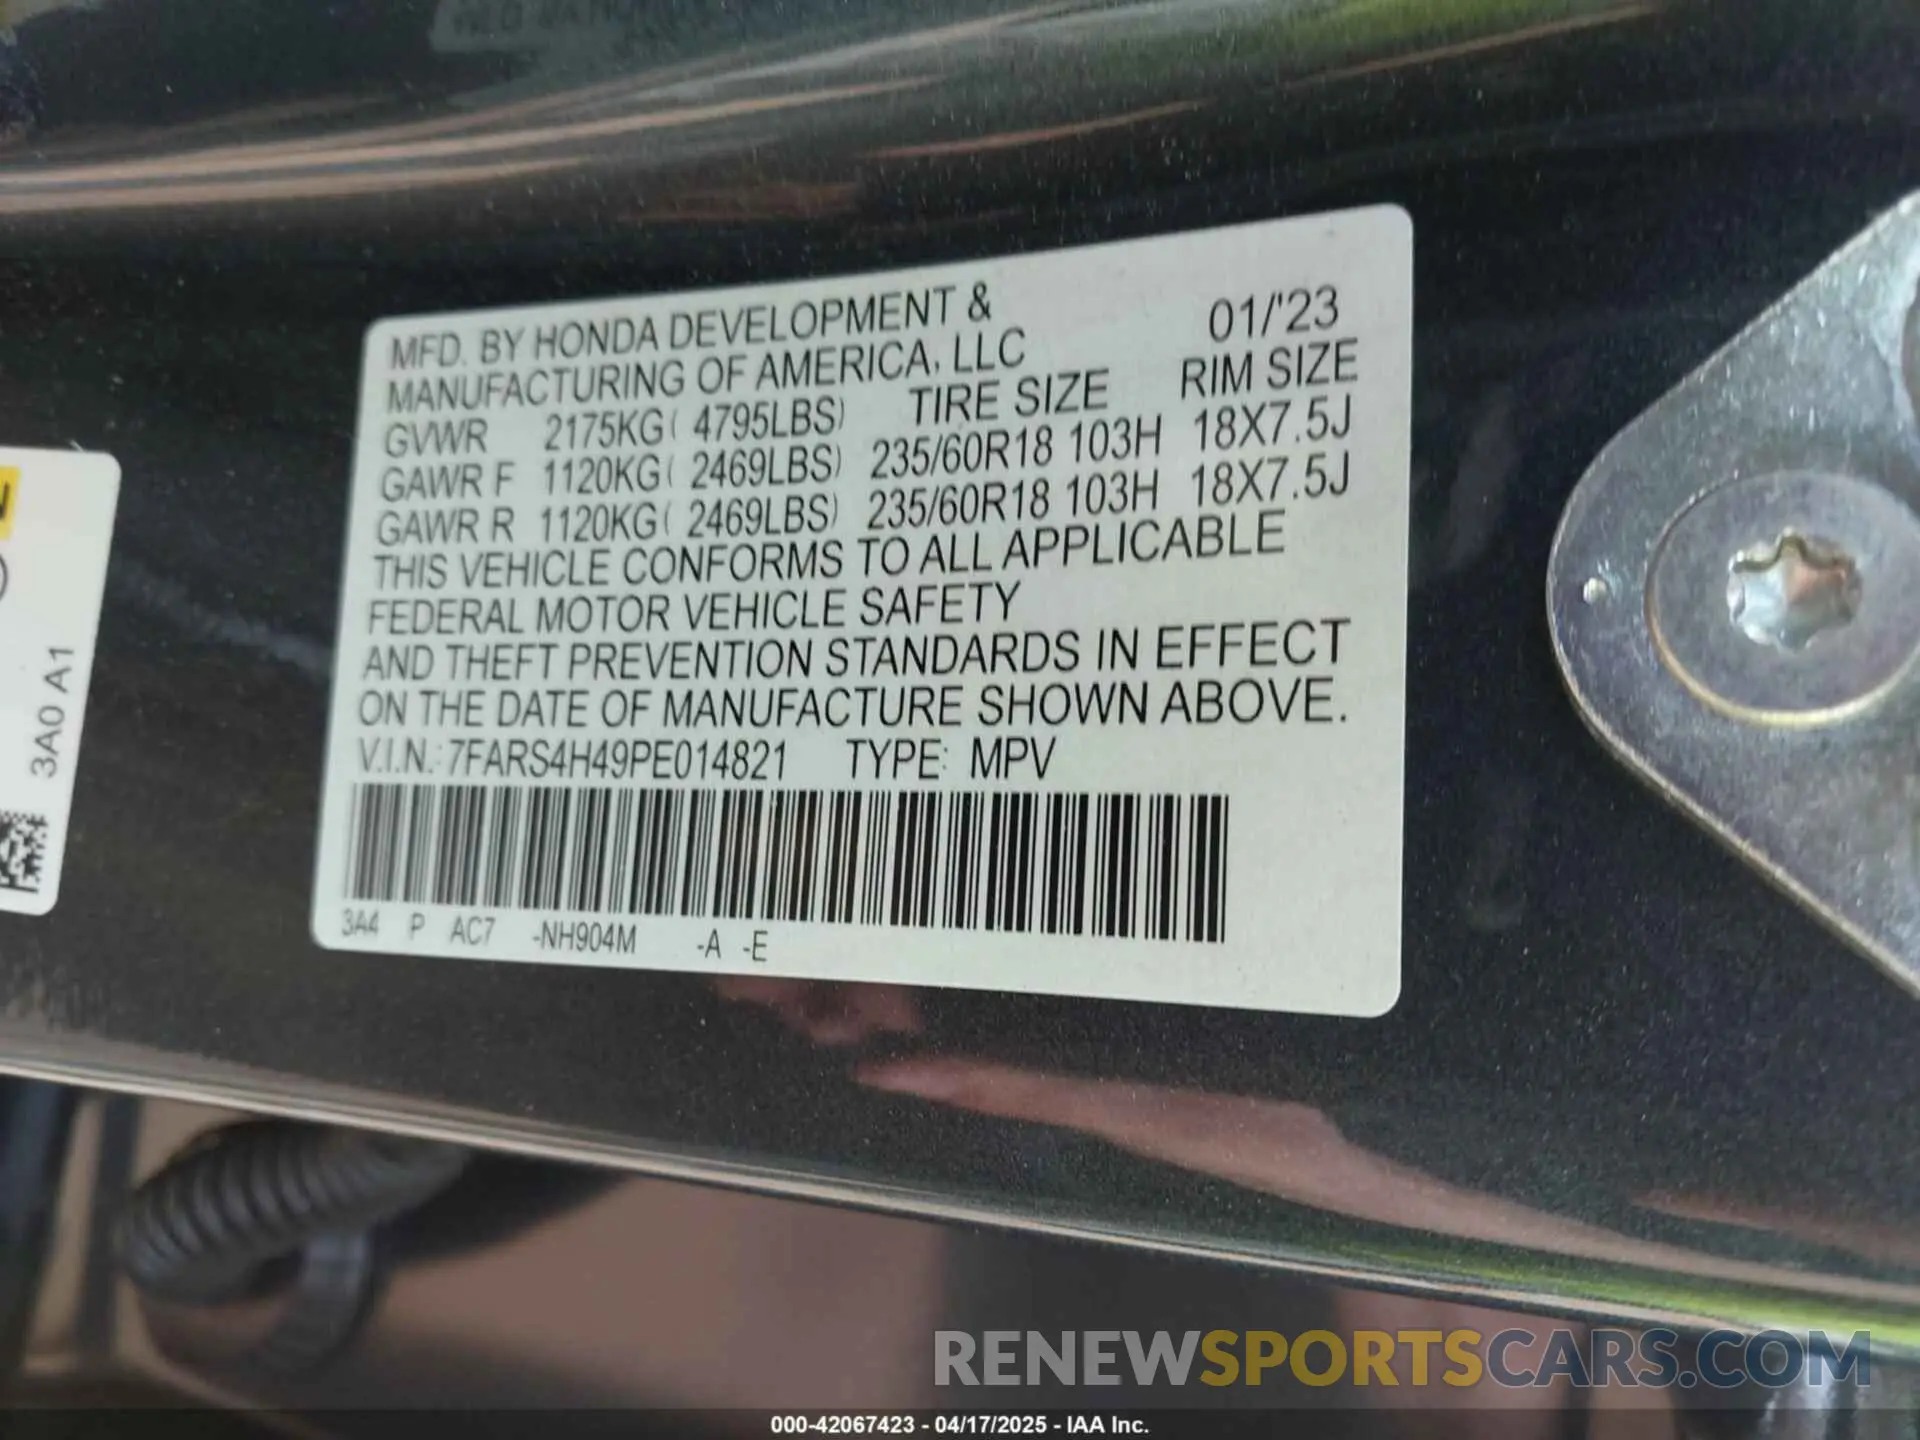 MFD. BY HONDA DEVELOPMENT & 01/'23
MANUFACTURING OF AMERICA, LLC
TIRE SIZE RIM SIZE
GVWR 2175KG( 4795LBS)
GAWR F 1120KG( 2469LBS) 235/60R18 103H 18X7.5J
GAWR R 1120KG( 2469LBS) 235/60R18 103H 18X7.5J
THIS VEHICLE CONFORMS TO ALL APPLICABLE
FEDERAL MOTOR VEHICLE SAFETY
AND THEFT PREVENTION STANDARDS IN EFFECT
ON THE DATE OF MANUFACTURE SHOWN ABOVE.
V.I.N.: 7FARS4H49PE014821 TYPE: MPV
3A4 P AC7 -NH904M -A -E
3A0 A1
RENEWSPORTSCARS.COM
000-42067423 - 04/17/2025 - IAA Inc.